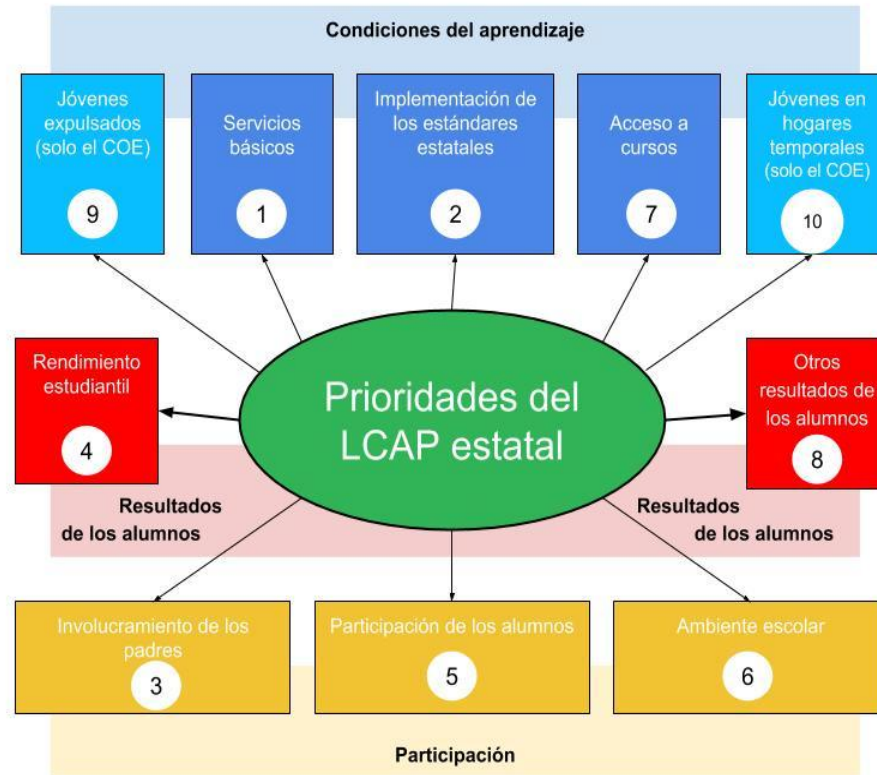 Condiciones del aprendizaje
Jóvenes
expulsados
(solo el COE)
9
Servicios
básicos
1
Implementación de
los estándares
estatales
2
Acceso a
cursos
7
Jóvenes en
hogares
temporales
(solo el COE)
10
Rendimiento
estudiantil
4
Prioridades del
LCAP estatal
Otros
resultados de
los alumnos
8
Resultados
de los alumnos
Resultados
de los alumnos
Involucramiento de los
padres
3
Participación de los alumnos
5
Ambiente escolar
6
Participación